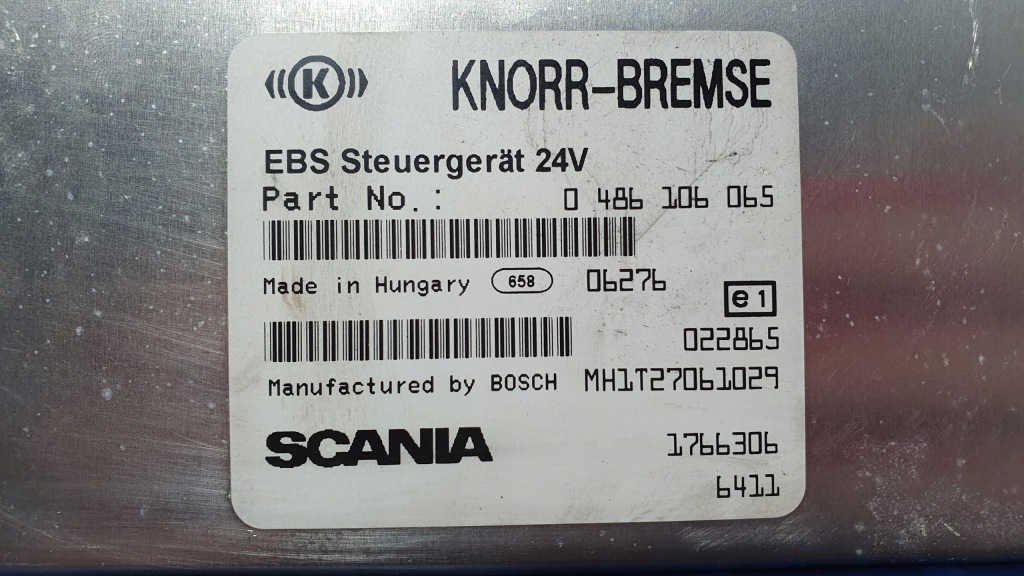 K KNORR-BREMSE
EBS Steuergerät 24V
Part No.: 0 486 106 065
Made in Hungary 658 06276
e1
022865
Manufactured by BOSCH MH1T27061029
SCANIA 1766306
6411